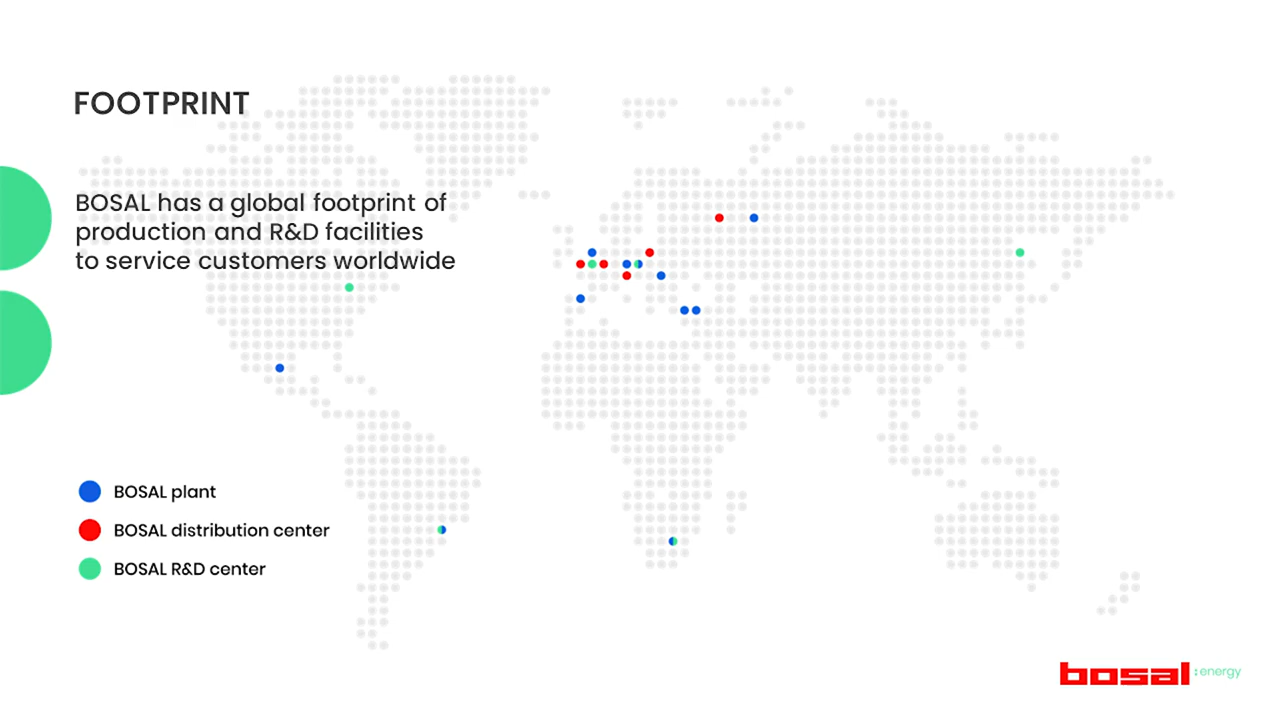 FOOTPRINT
BOSAL has a global footprint of
production and R&D facilities
to service customers worldwide
BOSAL plant
BOSAL distribution center
BOSAL R&D center
bosal :energy